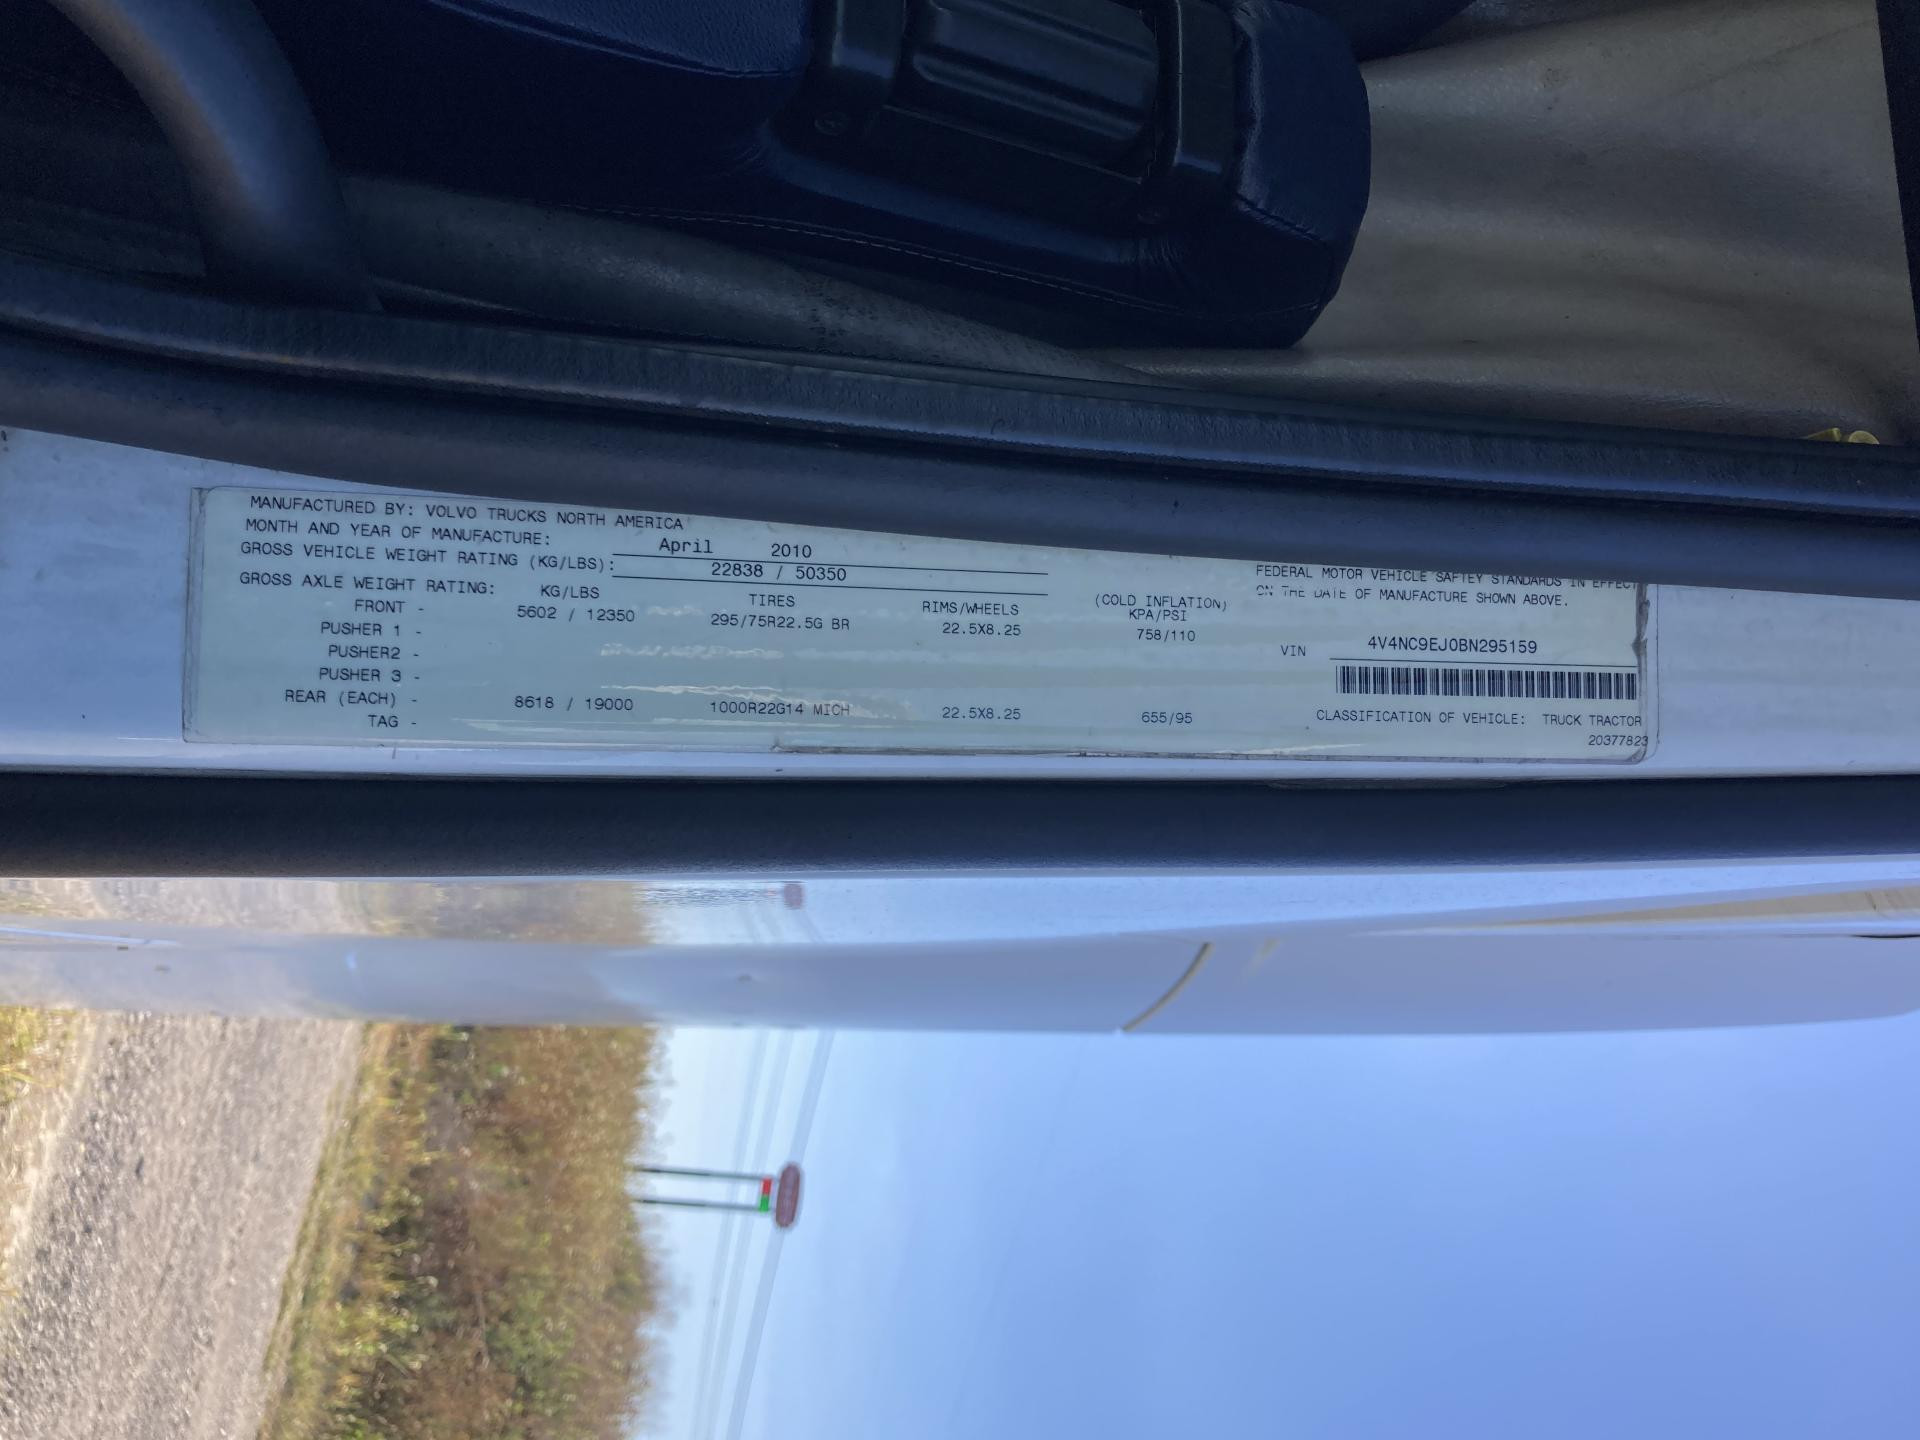 MANUFACTURED BY: VOLVO TRUCKS NORTH AMERICA
MONTH AND YEAR OF MANUFACTURE: April 2010
GROSS VEHICLE WEIGHT RATING (KG/LBS): 22838 / 50350
GROSS AXLE WEIGHT RATING: KG/LBS TIRES RIMS/WHEELS (COLD INFLATION) KPA/PSI
FRONT - 5602 / 12350 295/75R22.5G BR 22.5X8.25 758/110
PUSHER 1 -
PUSHER2 -
PUSHER 3 -
REAR (EACH) - 8618 / 19000 1000R22G14 MICH 22.5X8.25 655/95
TAG -
FEDERAL MOTOR VEHICLE SAFTEY STANDARDS IN EFFECT
ON THE DATE OF MANUFACTURE SHOWN ABOVE.
VIN 4V4NC9EJ0BN295159
CLASSIFICATION OF VEHICLE: TRUCK TRACTOR
20377823